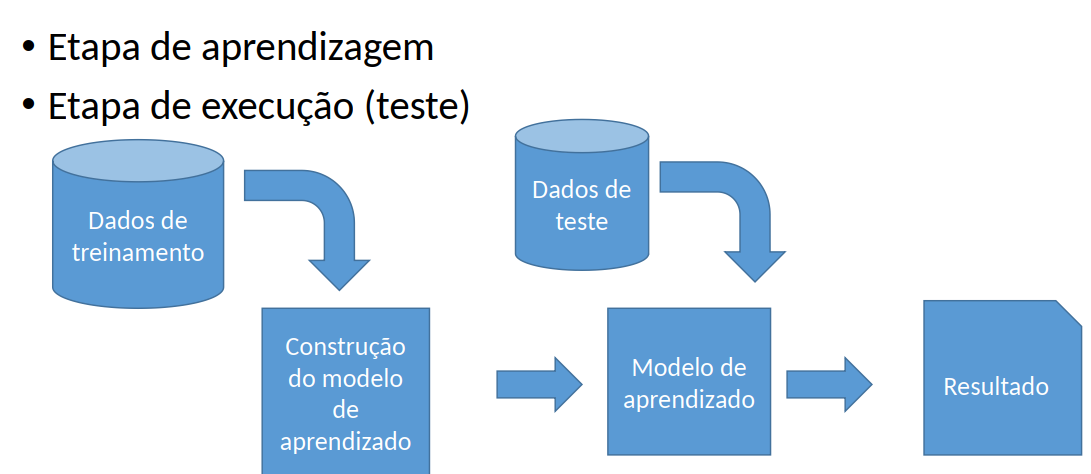 • Etapa de aprendizagem
• Etapa de execução (teste)
Dados de
treinamento
Dados de
teste
Construção
do modelo
de
aprendizado
Modelo de
aprendizado
Resultado